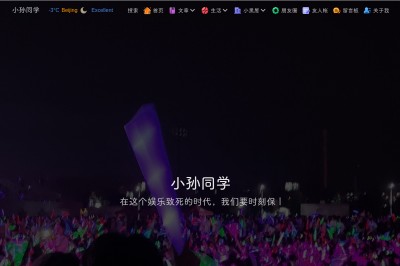 小孙同学 -3°C Beijing Excellent 搜索 首页 文章 生活 小黑屋 朋友圈 友人帐 留言板 关于我
小孙同学
在这个娱乐致死的时代，我们要时刻保